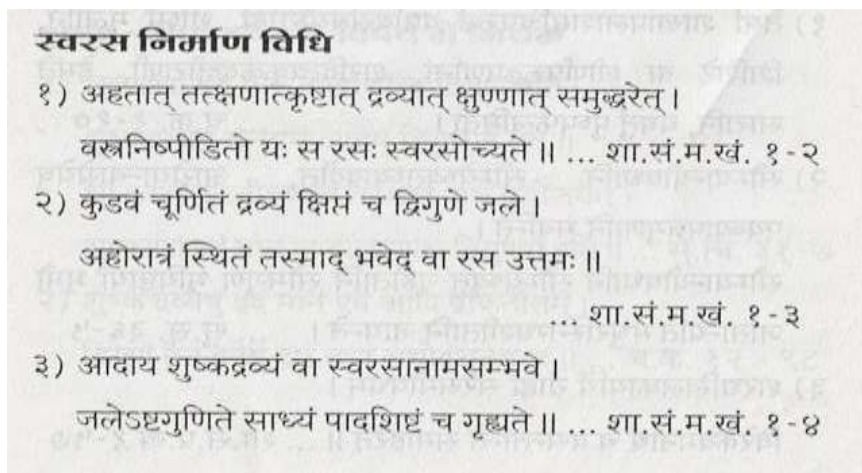 स्वरस निर्माण विधि
१) अहतात् तत्क्षणात्कृष्टात् द्रव्यात् क्षुण्णात् समुद्धरेत् ।
वस्त्रनिष्पीडितो यः स रसः स्वरसोच्यते ॥ ... शा.सं.म.खं. १-२
२) कुडवं चूर्णितं द्रव्यं क्षिप्तं च द्विगुणे जले ।
अहोरात्रं स्थितं तस्माद् भवेद् वा रस उत्तमः ॥
... शा.सं.म.खं. १-३
३) आदाय शुष्कद्रव्यं वा स्वरसानामसम्भवे ।
जलेऽष्टगुणिते साध्यं पादशिष्टं च गृह्यते ॥ ... शा.सं.म.खं. १-४